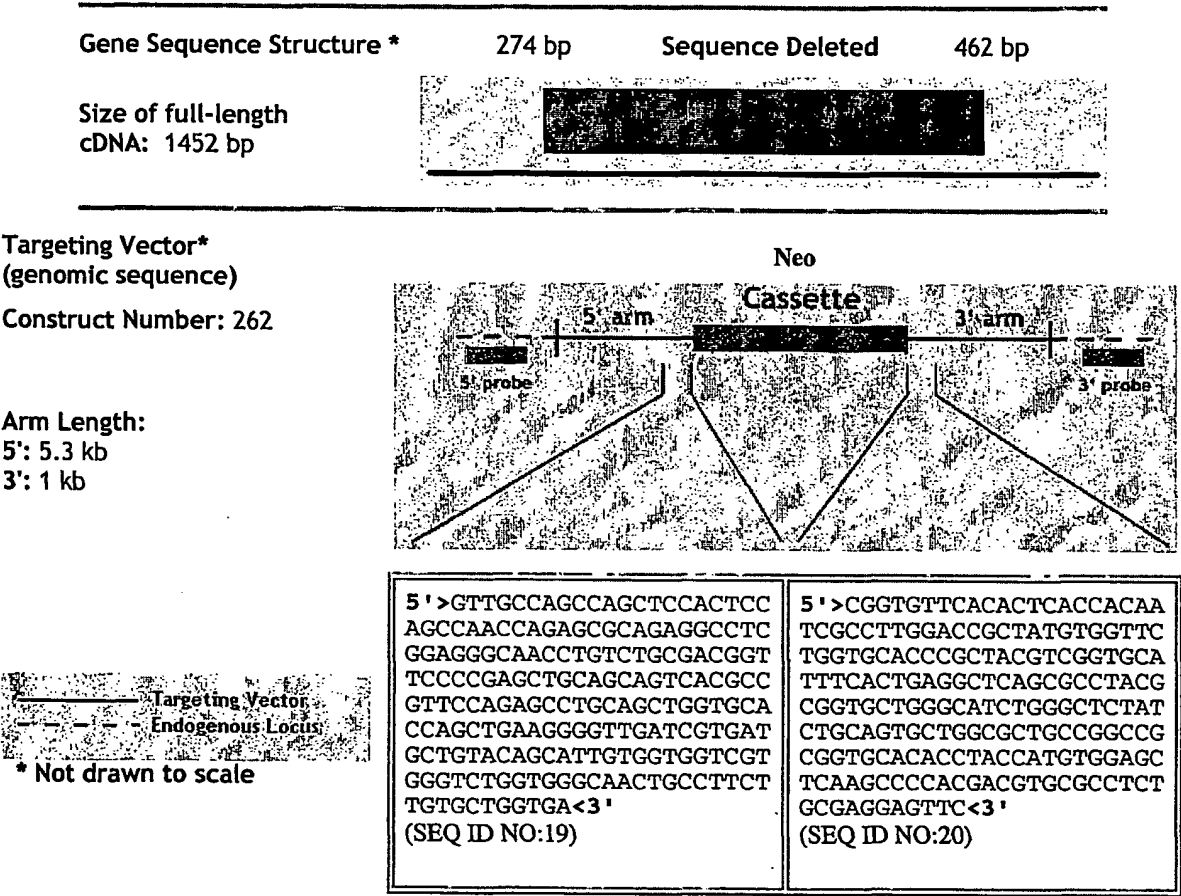 Gene Sequence Structure * 274 bp Sequence Deleted 462 bp
Size of full-length
cDNA: 1452 bp
Targeting Vector*
(genomic sequence)
Construct Number: 262
Arm Length:
5': 5.3 kb
3': 1 kb
Neo
Cassette
5' arm 3' arm
5' probe 3' probe
5'>GTTGCCAGCCAGCTCCACTCC
AGCCAACCAGAGCGCAGAGGCCTC
GGAGGGCAACCTGTCTGCGACGGT
TCCCCGAGCTGCAGCAGTCACGCC
GTTCCAGAGCCTGCAGCTGGTGCA
CCAGCTGAAGGGGTTGATCGTGAT
GCTGTACAGCATTGTGGTGGTCGT
GGGTCTGGTGGGCAACTGCCTTCT
TGTGCTGGTGA<3'
(SEQ ID NO:19)
5'>CGGTGTTCACACTCACCACAA
TCGCCTTGGACCGCTATGTGGTTC
TGGTGCACCCGCTACGTCGGTGCA
TTTCACTGAGGCTCAGCGCCTACG
CGGTGCTGGGCATCTGGGCTCTAT
CTGCAGTGCTGGCGCTGCCGGCCG
CGGTGCACACCTACCATGTGGAGC
TCAAGCCCCACGACGTGCGCCTCT
GCGAGGAGTTC<3'
(SEQ ID NO:20)
Targeting Vector
Endogenous Locus
* Not drawn to scale